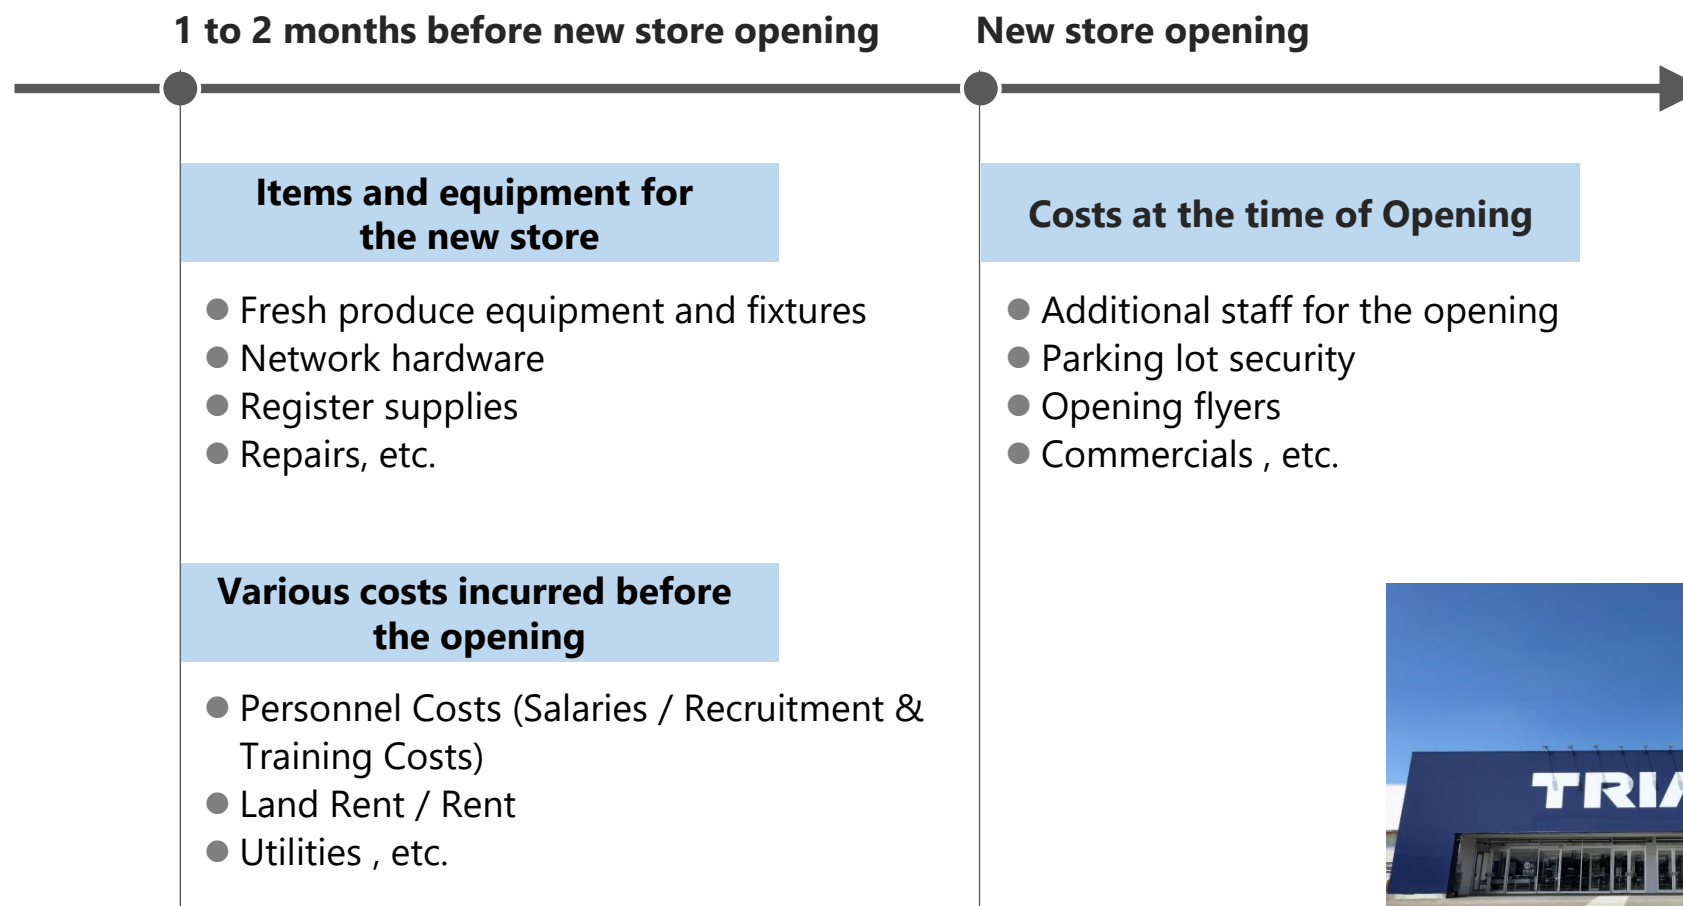 1 to 2 months before new store opening
New store opening
Items and equipment for
the new store
● Fresh produce equipment and fixtures
● Network hardware
● Register supplies
● Repairs, etc.
Various costs incurred before
the opening
● Personnel Costs (Salaries / Recruitment &
Training Costs)
● Land Rent / Rent
● Utilities , etc.
Costs at the time of Opening
● Additional staff for the opening
● Parking lot security
● Opening flyers
● Commercials , etc.
TRI